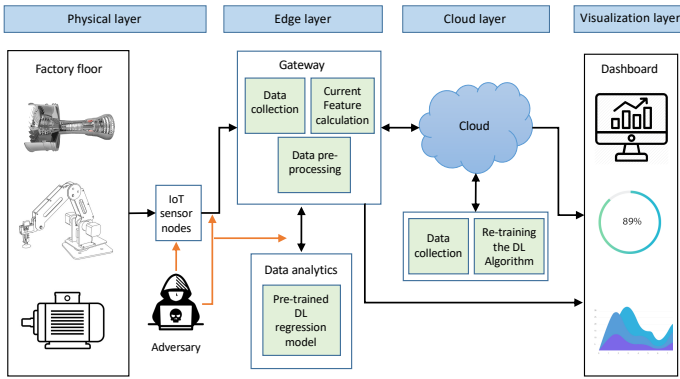 Physical layer
Edge layer
Cloud layer
Visualization layer
Factory floor
IoT
sensor
nodes
Adversary
Gateway
Data
collection
Current
Feature
calculation
Data pre-
processing
Data analytics
Pre-trained
DL
regression
model
Cloud
Data
collection
Re-training
the DL
Algorithm
Dashboard
89%